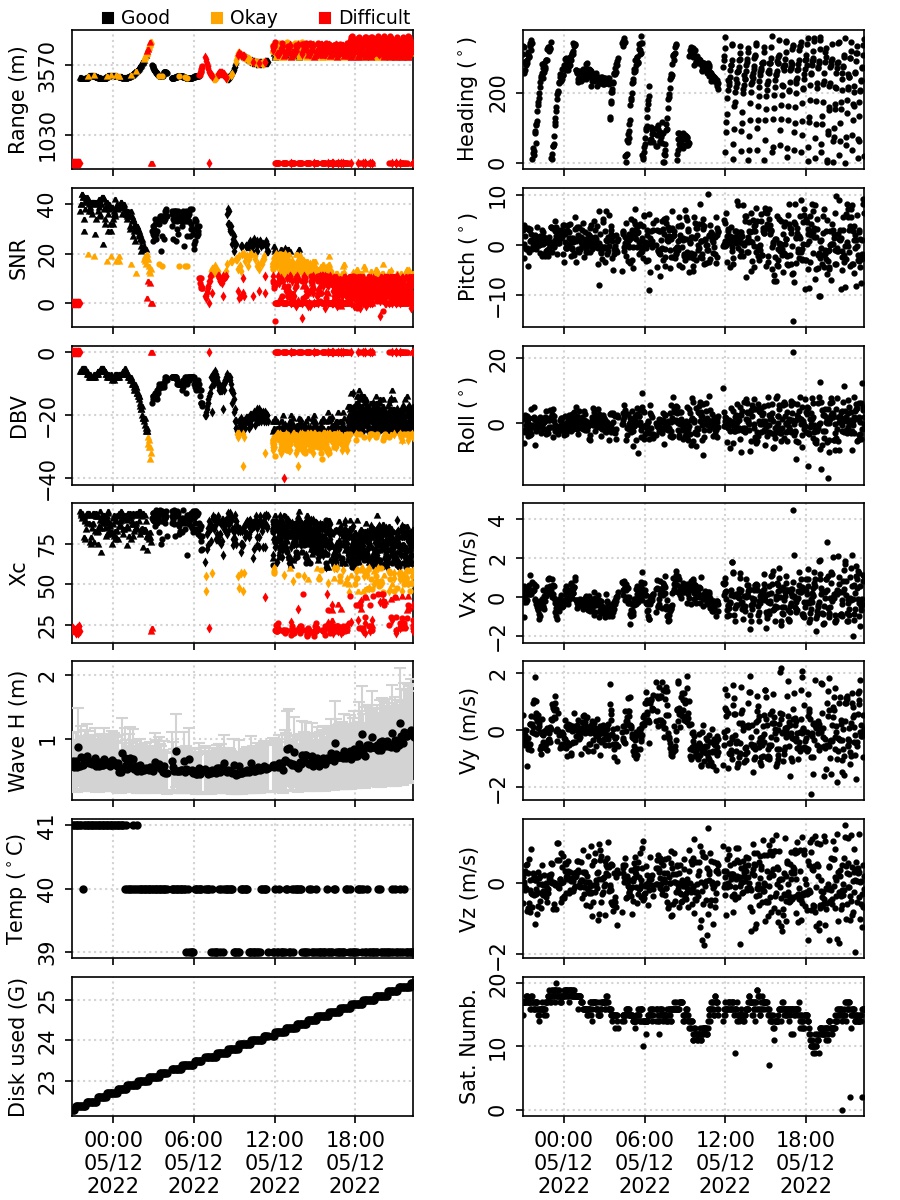 Good Okay Difficult
Range (m)
3570
1030
Heading (°)
200
0
SNR
40
20
0
Pitch (°)
10
0
−10
DBV
0
−20
−40
Roll (°)
20
0
Xc
75
50
25
Vx (m/s)
4
2
0
−2
Wave H (m)
2
1
Vy (m/s)
2
0
−2
Temp (°C)
41
40
39
Vz (m/s)
0
−2
Disk used (G)
25
24
23
Sat. Numb.
20
10
0
00:00 06:00 12:00 18:00
05/12 05/12 05/12 05/12
2022 2022 2022 2022
00:00 06:00 12:00 18:00
05/12 05/12 05/12 05/12
2022 2022 2022 2022